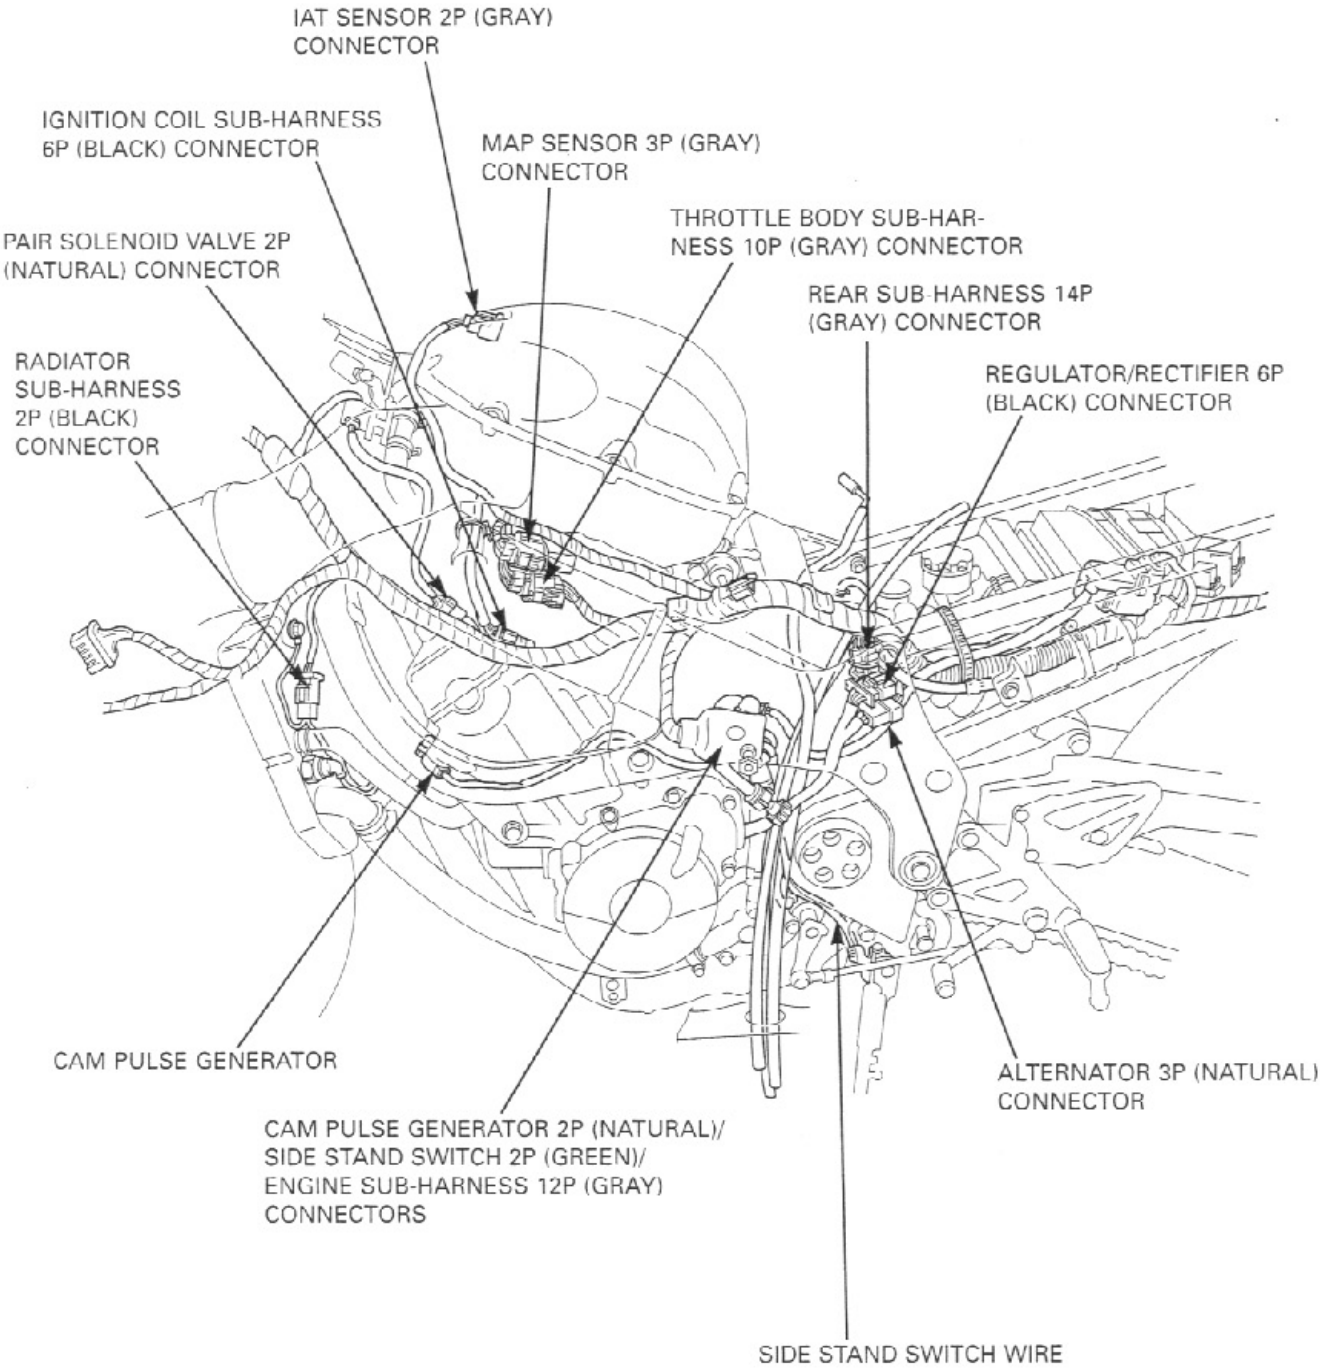 IAT SENSOR 2P (GRAY)
CONNECTOR
IGNITION COIL SUB-HARNESS
6P (BLACK) CONNECTOR
MAP SENSOR 3P (GRAY)
CONNECTOR
THROTTLE BODY SUB-HAR-
NESS 10P (GRAY) CONNECTOR
PAIR SOLENOID VALVE 2P
(NATURAL) CONNECTOR
REAR SUB-HARNESS 14P
(GRAY) CONNECTOR
RADIATOR
SUB-HARNESS
2P (BLACK)
CONNECTOR
REGULATOR/RECTIFIER 6P
(BLACK) CONNECTOR
CAM PULSE GENERATOR
ALTERNATOR 3P (NATURAL)
CONNECTOR
CAM PULSE GENERATOR 2P (NATURAL)/
SIDE STAND SWITCH 2P (GREEN)/
ENGINE SUB-HARNESS 12P (GRAY)
CONNECTORS
SIDE STAND SWITCH WIRE